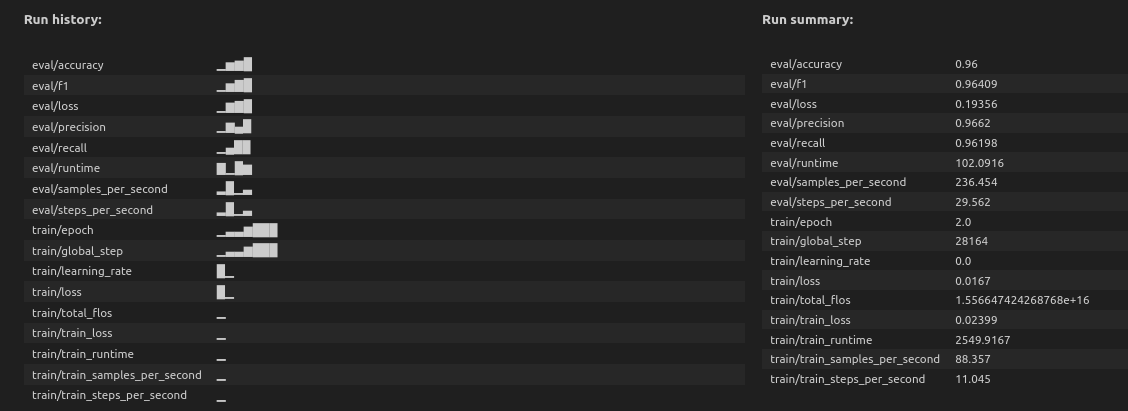 Run history:
eval/accuracy
eval/f1
eval/loss
eval/precision
eval/recall
eval/runtime
eval/samples_per_second
eval/steps_per_second
train/epoch
train/global_step
train/learning_rate
train/loss
train/total_flos
train/train_loss
train/train_runtime
train/train_samples_per_second
train/train_steps_per_second
Run summary:
eval/accuracy 0.96
eval/f1 0.96409
eval/loss 0.19356
eval/precision 0.9662
eval/recall 0.96198
eval/runtime 102.0916
eval/samples_per_second 236.454
eval/steps_per_second 29.562
train/epoch 2.0
train/global_step 28164
train/learning_rate 0.0
train/loss 0.0167
train/total_flos 1.556647424268768e+16
train/train_loss 0.02399
train/train_runtime 2549.9167
train/train_samples_per_second 88.357
train/train_steps_per_second 11.045